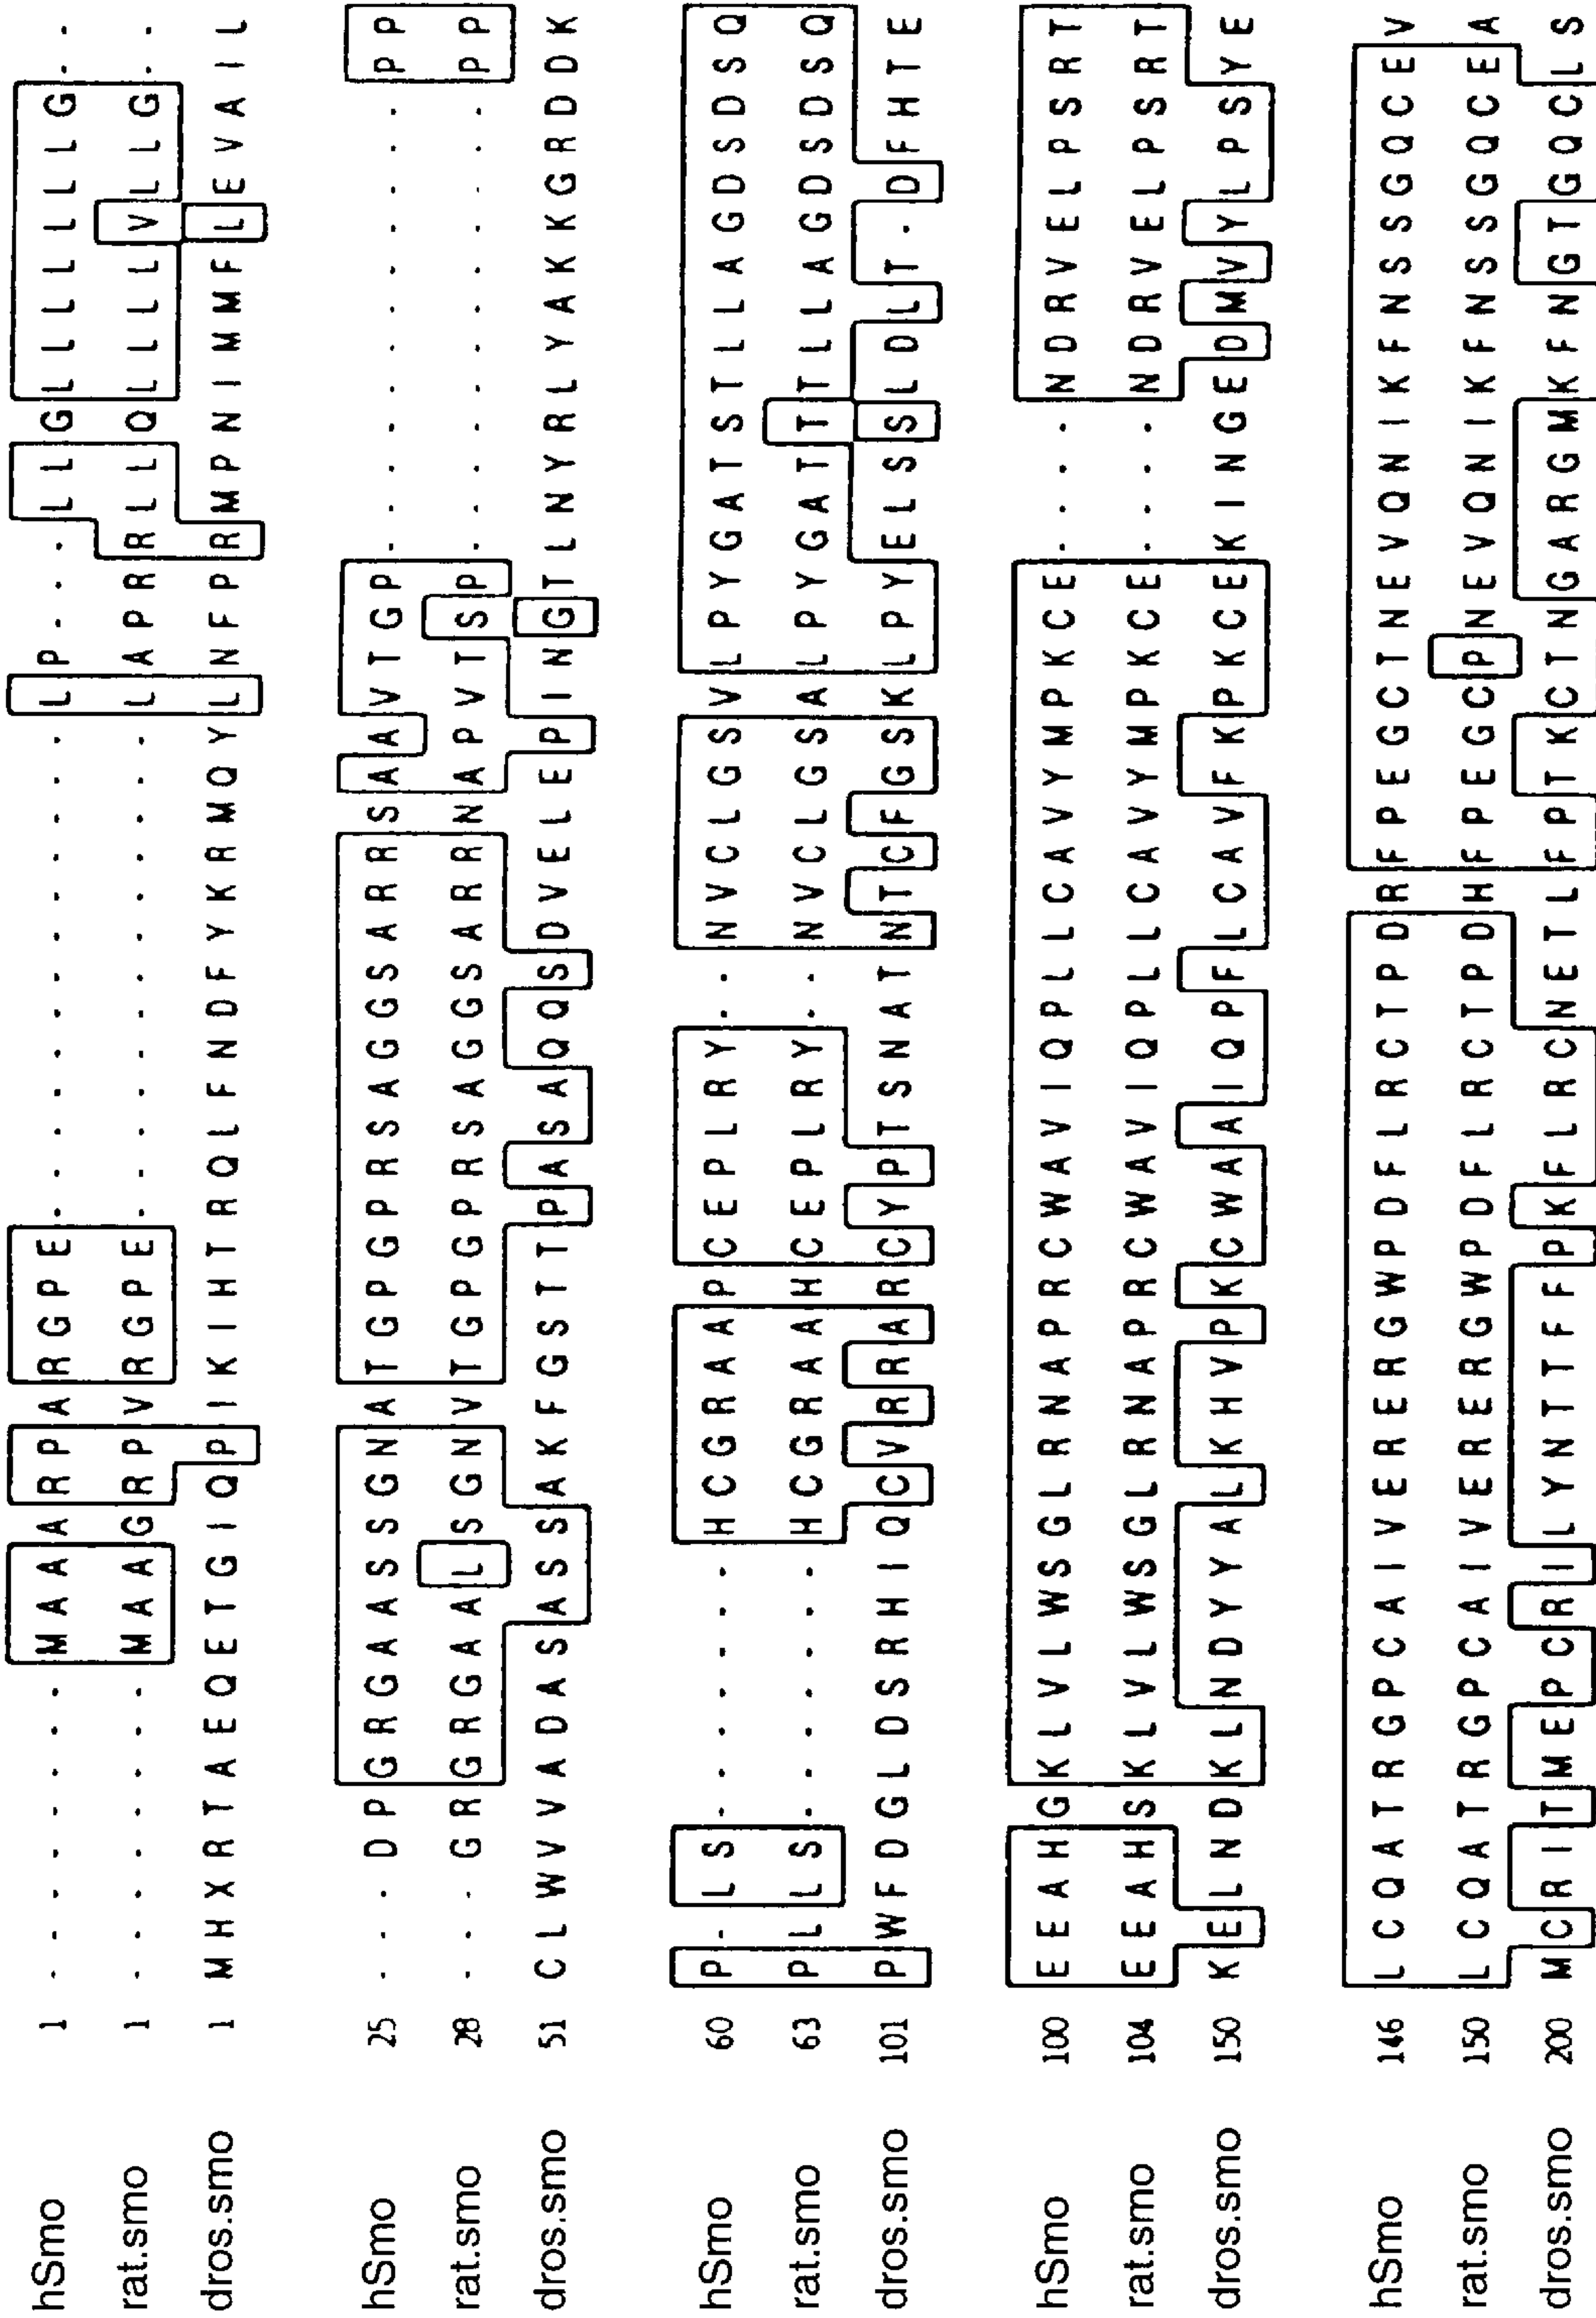 hSmo 1 . . . . . . . . M A A A R P A R G P E . . . . . . . . . . . . . L P . . . L L G L L L L L L L G . .
rat.smo 1 . . . . . . . . M A A G R P V R G P E . . . . . . . . . . . . . L A P R R L L Q L L L L V L L G . .
dros.smo 1 M H X R T A E Q E T G I Q P I K I H T R Q L F N D F Y K R M Q Y L N F P R M P N I M M F L E V A I L
hSmo 25 . . . D P G R G A A S S G N A T G P G P R S A G G S A R R S A A V T G P . . . . . . . . . . . . P P
rat.smo 28 . . . G R G R G A A L S G N V T G P G P R S A G G S A R R N A P V T S P . . . . . . . . . . . . P P
dros.smo 51 C L W V V A D A S A S S A K F G S T T P A S A Q Q S D V E L E P I N G T L N Y R L Y A K K G R D D K
hSmo 60 P . L S . . . . . . . H C G R A A P C E P L R Y . . N V C L G S V L P Y G A T S T L L A G D S D S Q
rat.smo 63 P L L S . . . . . . . H C G R A A H C E P L R Y . . N V C L G S A L P Y G A T T T L L A G D S D S Q
dros.smo 101 P W F D G L D S R H I Q C V R R A R C Y P T S N A T N T C F G S K L P Y E L S S L D L T . D F H T E
hSmo 100 E E A H G K L V L W S G L R N A P R C W A V I Q P L L C A V Y M P K C E . . . . N D R V E L P S R T
rat.smo 104 E E A H S K L V L W S G L R N A P R C W A V I Q P L L C A V Y M P K C E . . . . N D R V E L P S R T
dros.smo 150 K E L N D K L N D Y Y A L K H V P K C W A A I Q P F L C A V F K P K C E K I N G E D M V Y L P S Y E
hSmo 146 L C Q A T R G P C A I V E R E R G W P D F L R C T P D R F P E G C T N E V Q N I K F N S S G Q C E V
rat.smo 150 L C Q A T R G P C A I V E R E R G W P D F L R C T P D H F P E G C P N E V Q N I K F N S S G Q C E A
dros.smo 200 M C R I T M E P C R I L Y N T T F F P K F L R C N E T L F P T K C T N G A R G M K F N G T G Q C L S